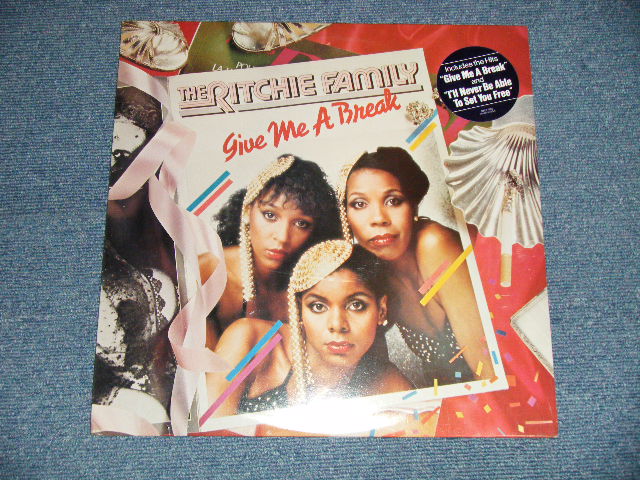 THE RITCHIE FAMILY
Give Me A Break
Includes the Hits
"Give Me A Break"
and
"I'll Never Be Able
To Set You Free"